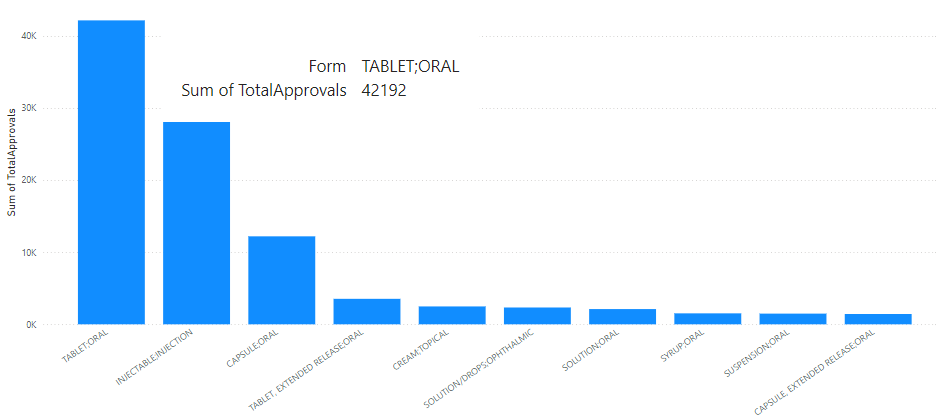 40K
Form TABLET;ORAL
Sum of TotalApprovals 42192
30K
Sum of TotalApprovals
20K
10K
0K
TABLET;ORAL
INJECTABLE;INJECTION
CAPSULE;ORAL
TABLET, EXTENDED RELEASE;ORAL
CREAM;TOPICAL
SOLUTION/DROPS;OPHTHALMIC
SOLUTION;ORAL
SYRUP;ORAL
SUSPENSION;ORAL
CAPSULE, EXTENDED RELEASE;ORAL